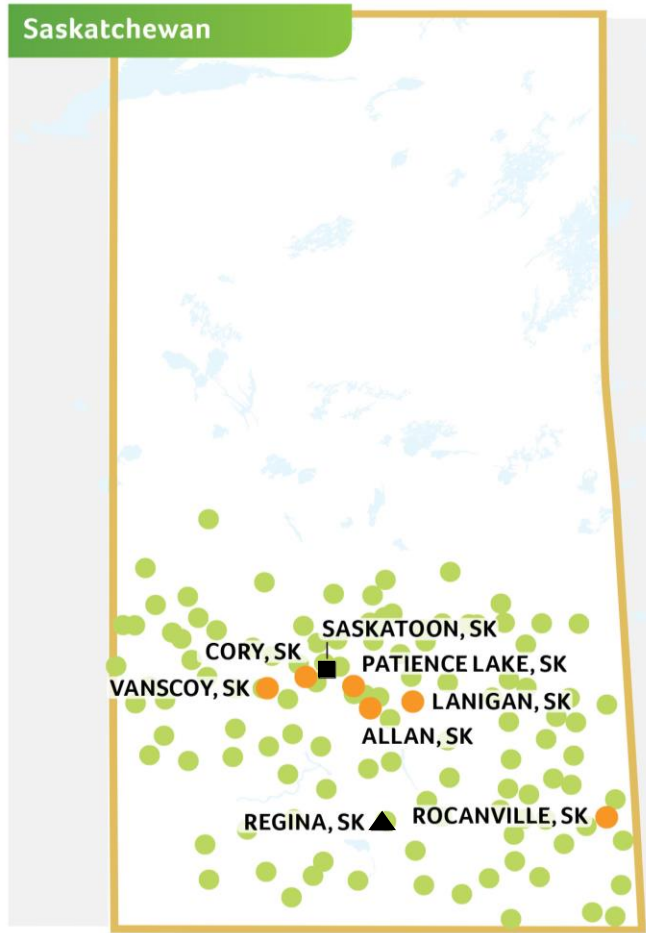 Saskatchewan
SASKATOON, SK
CORY, SK
PATIENCE LAKE, SK
VANSCOY, SK
LANIGAN, SK
ALLAN, SK
REGINA, SK
ROCANVILLE, SK